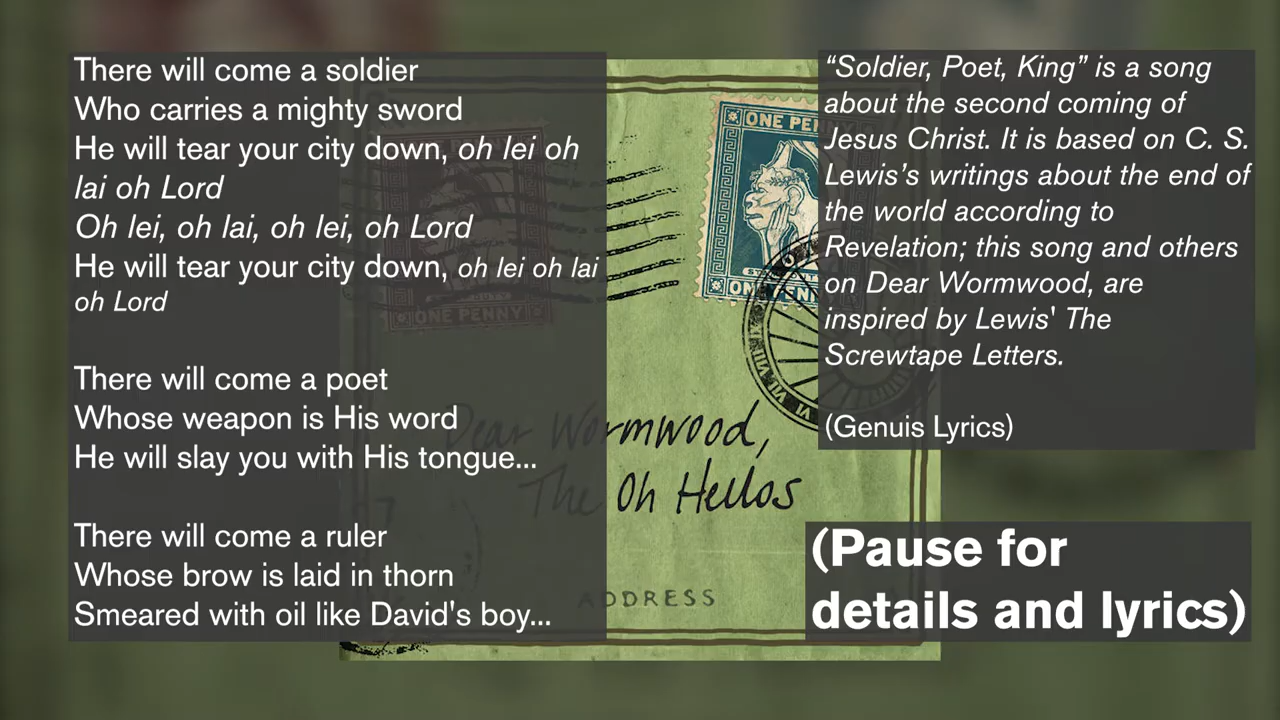 There will come a soldier
Who carries a mighty sword
He will tear your city down, oh lei oh
lai oh Lord
Oh lei, oh lai, oh lei, oh Lord
He will tear your city down, oh lei oh lai
oh Lord
There will come a poet
Whose weapon is His word
He will slay you with His tongue...
There will come a ruler
Whose brow is laid in thorn
Smeared with oil like David's boy...
“Soldier, Poet, King” is a song
about the second coming of
Jesus Christ. It is based on C. S.
Lewis’s writings about the end of
the world according to
Revelation; this song and others
on Dear Wormwood, are
inspired by Lewis' The
Screwtape Letters.
(Genuis Lyrics)
(Pause for
details and lyrics)
ONE PENNY
ONE PEN
ONE PENNY
Dear Wormwood,
The Oh Hellos
ADDRESS